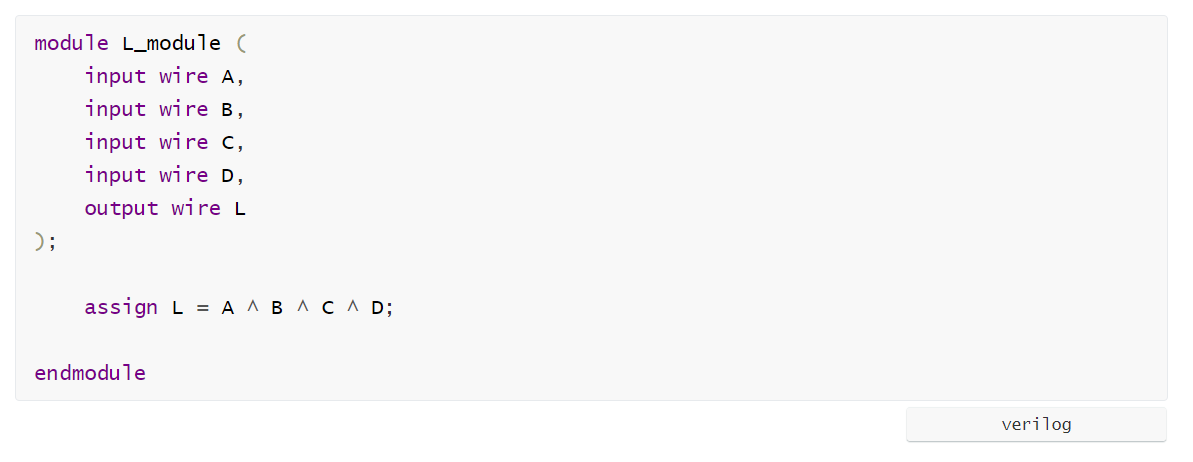 module L_module (
    input wire A,
    input wire B,
    input wire C,
    input wire D,
    output wire L
);
    assign L = A ^ B ^ C ^ D;
endmodule
verilog